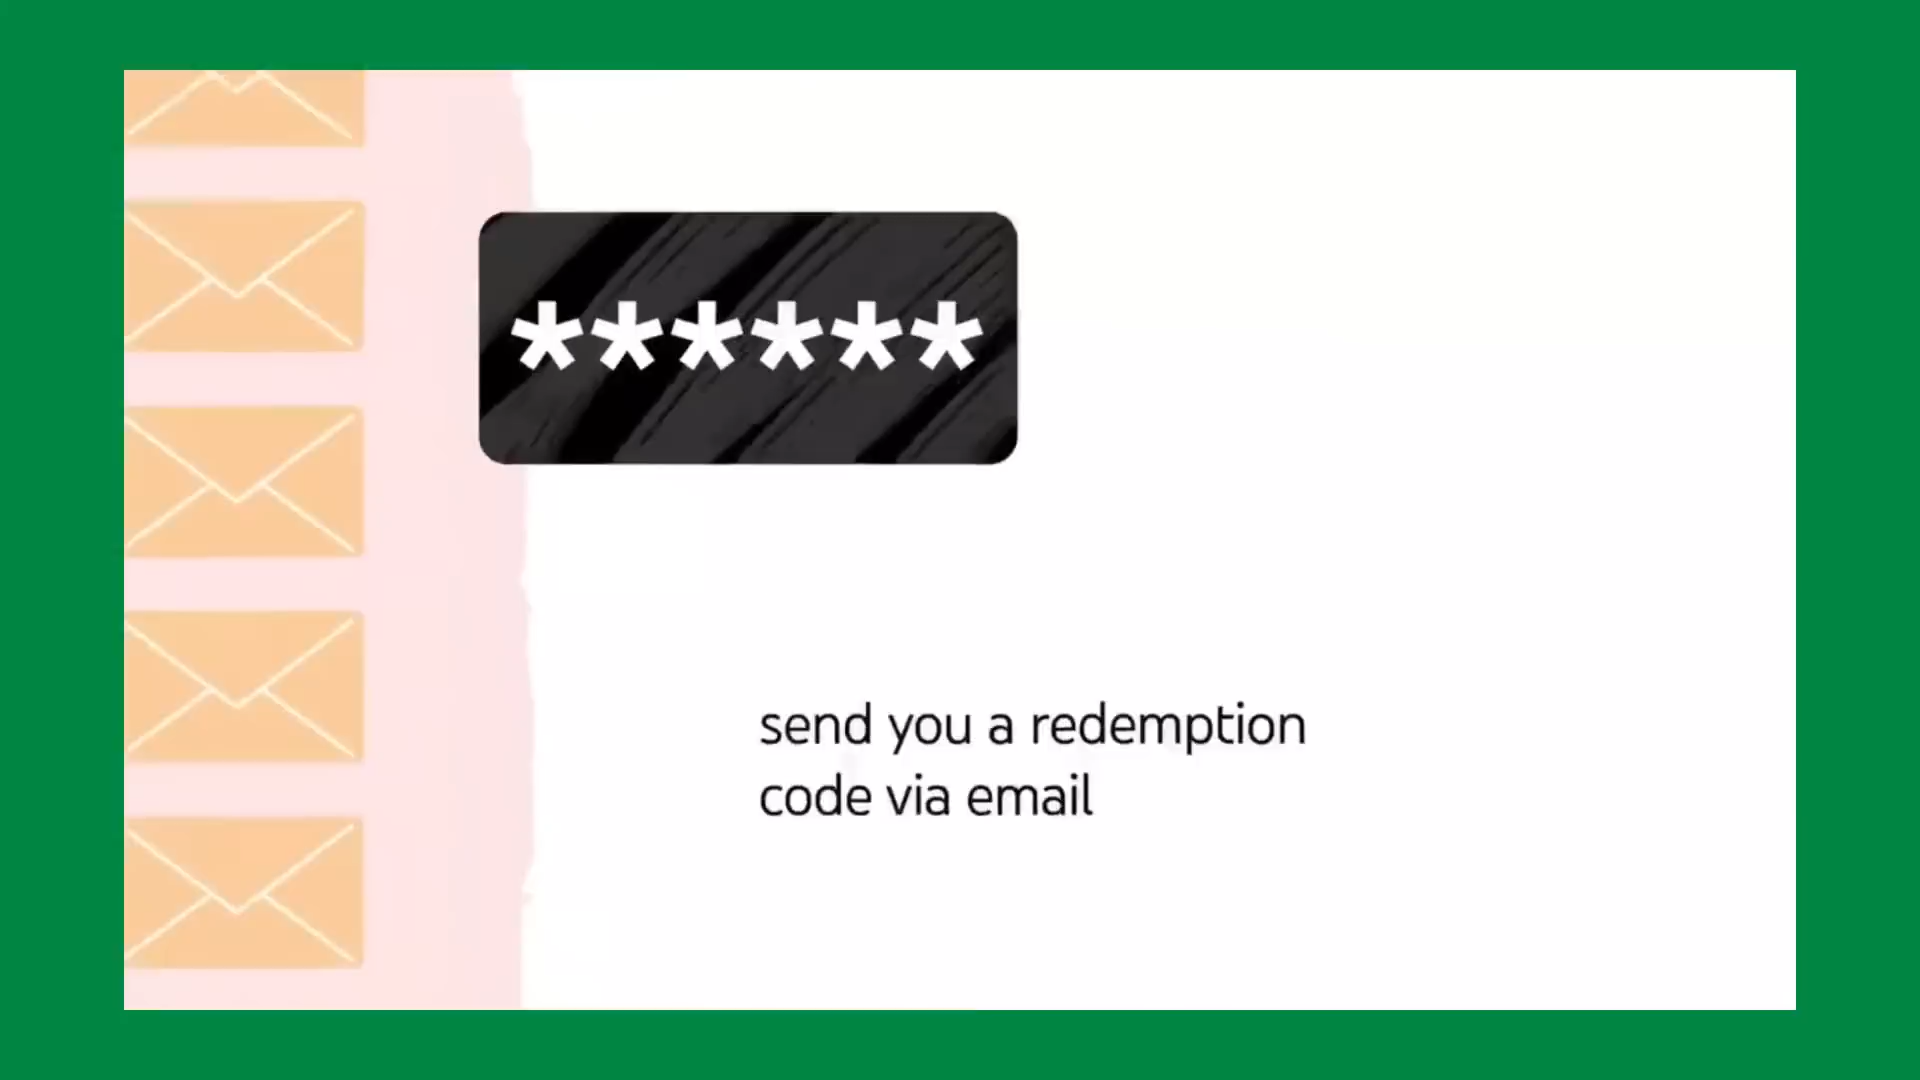 ******
send you a redemption
code via email